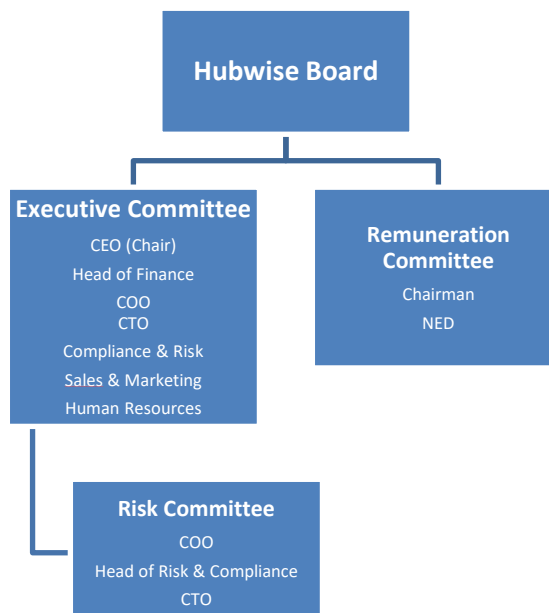 Hubwise Board
Executive Committee
CEO (Chair)
Head of Finance
COO
CTO
Compliance & Risk
Sales & Marketing
Human Resources
Remuneration
Committee
Chairman
NED
Risk Committee
COO
Head of Risk & Compliance
CTO